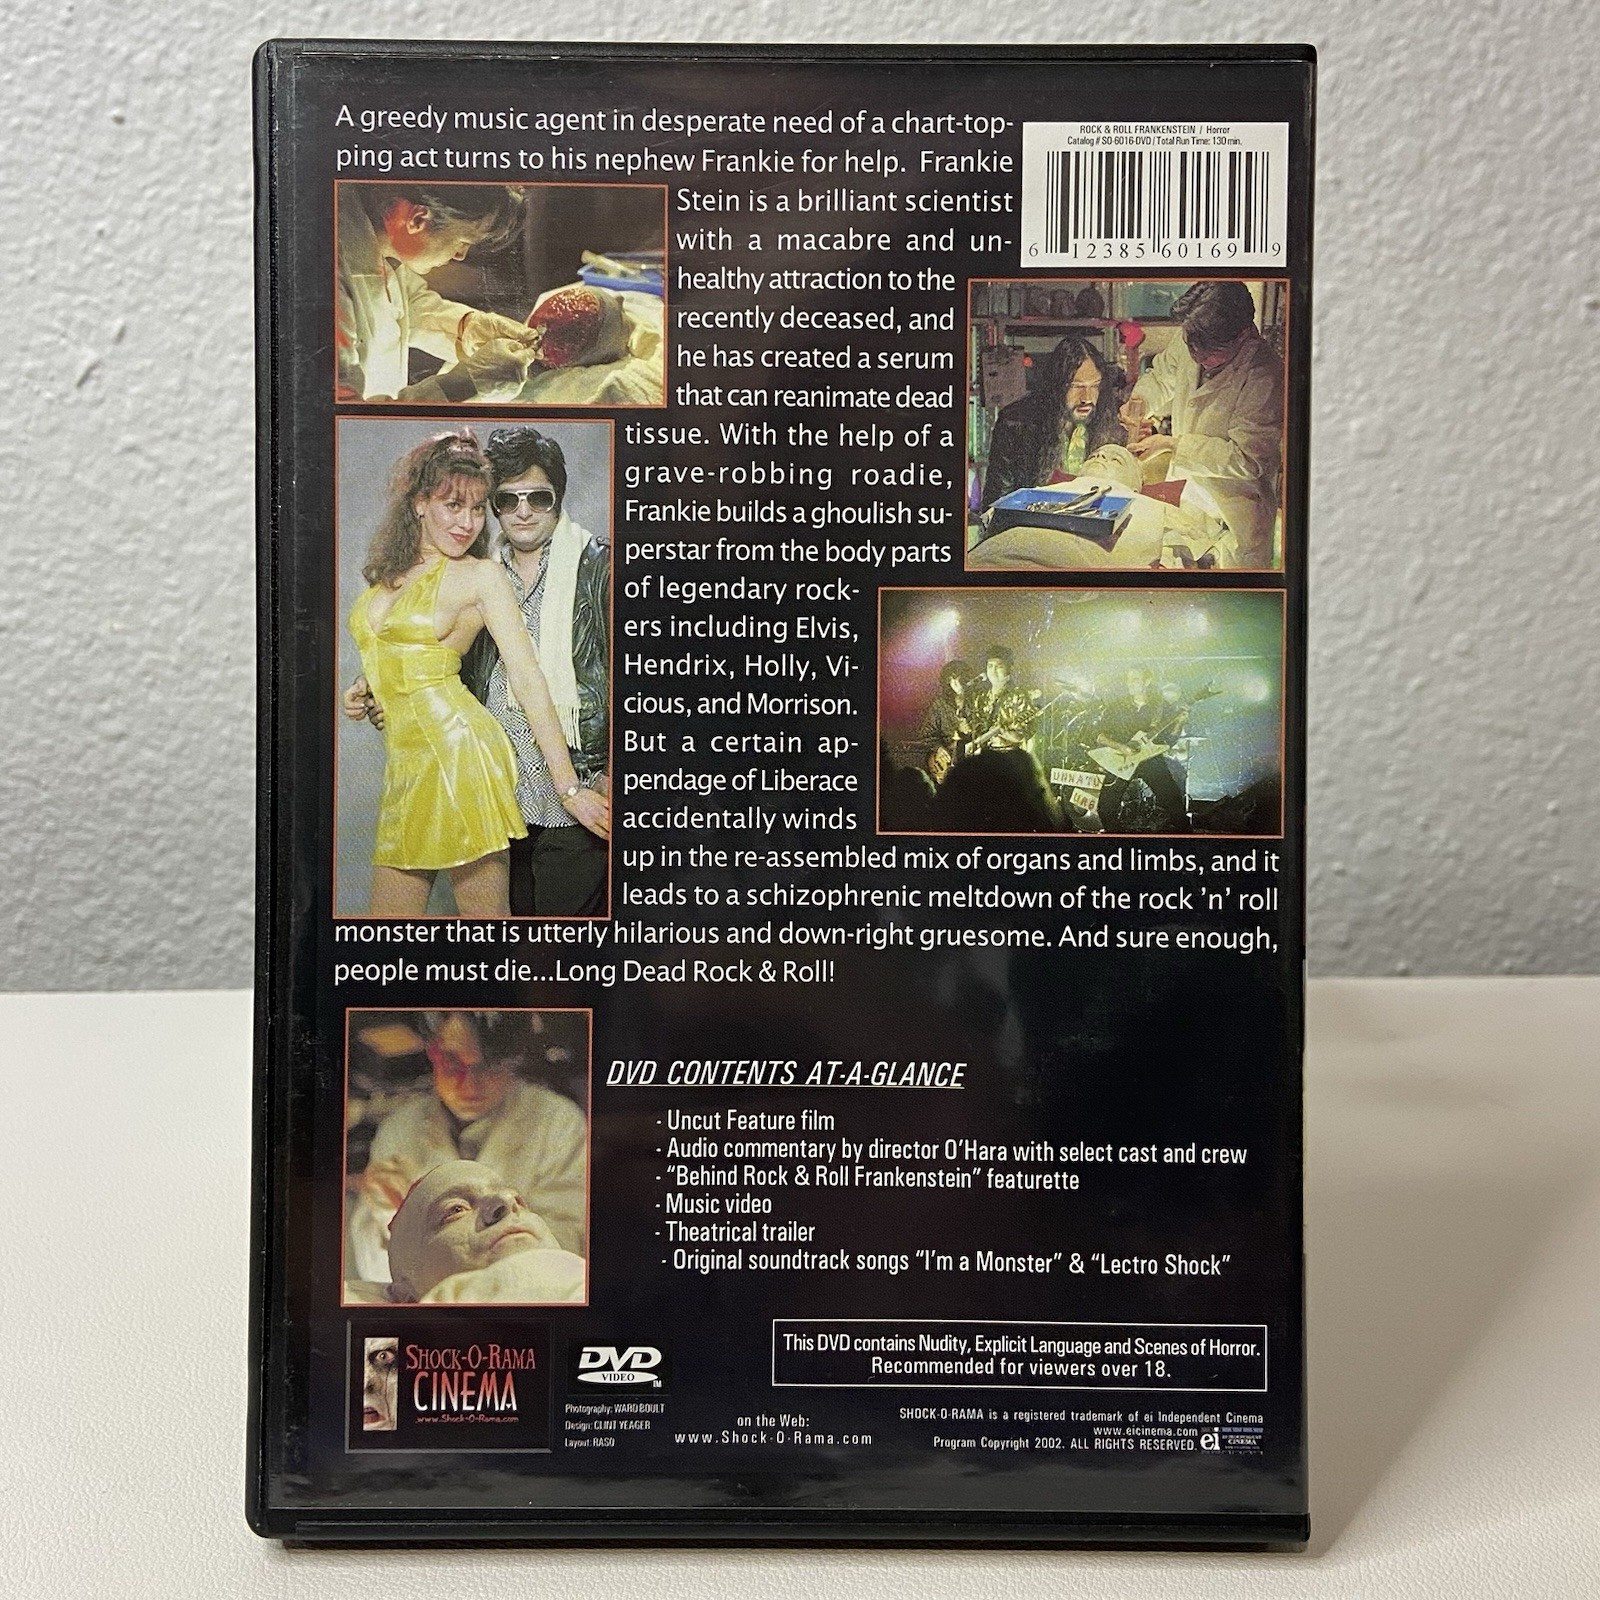 A greedy music agent in desperate need of a chart-top-
ping act turns to his nephew Frankie for help. Frankie
Stein is a brilliant scientist
with a macabre and un-
healthy attraction to the
recently deceased, and
he has created a serum
that can reanimate dead
tissue. With the help of a
grave-robbing roadie,
Frankie builds a ghoulish su-
perstar from the body parts
of legendary rock-
ers including Elvis,
Hendrix, Holly, Vi-
cious, and Morrison.
But a certain ap-
pendage of Liberace
accidentally winds
up in the re-assembled mix of organs and limbs, and it
leads to a schizophrenic meltdown of the rock 'n' roll
monster that is utterly hilarious and down-right gruesome. And sure enough,
people must die...Long Dead Rock & Roll!
ROCK & ROLL FRANKENSTEIN / Horror
Catalog # SO-6016-DVD / Total Run Time: 130 min.
6 12385 60169 9
DVD CONTENTS AT-A-GLANCE
- Uncut Feature film
- Audio commentary by director O'Hara with select cast and crew
- "Behind Rock & Roll Frankenstein" featurette
- Music video
- Theatrical trailer
- Original soundtrack songs "I'm a Monster" & "Lectro Shock"
SHOCK-O-RAMA
CINEMA
www.Shock-O-Rama.com
DVD
VIDEO
TM
Photography: WARD BOULT
Design: CLINT YEAGER
Layout: RASO
on the Web:
www.Shock-O-Rama.com
This DVD contains Nudity, Explicit Language and Scenes of Horror.
Recommended for viewers over 18.
SHOCK-O-RAMA is a registered trademark of ei Independent Cinema
www.eicinema.com
Program Copyright 2002. ALL RIGHTS RESERVED.
ei
CINEMA